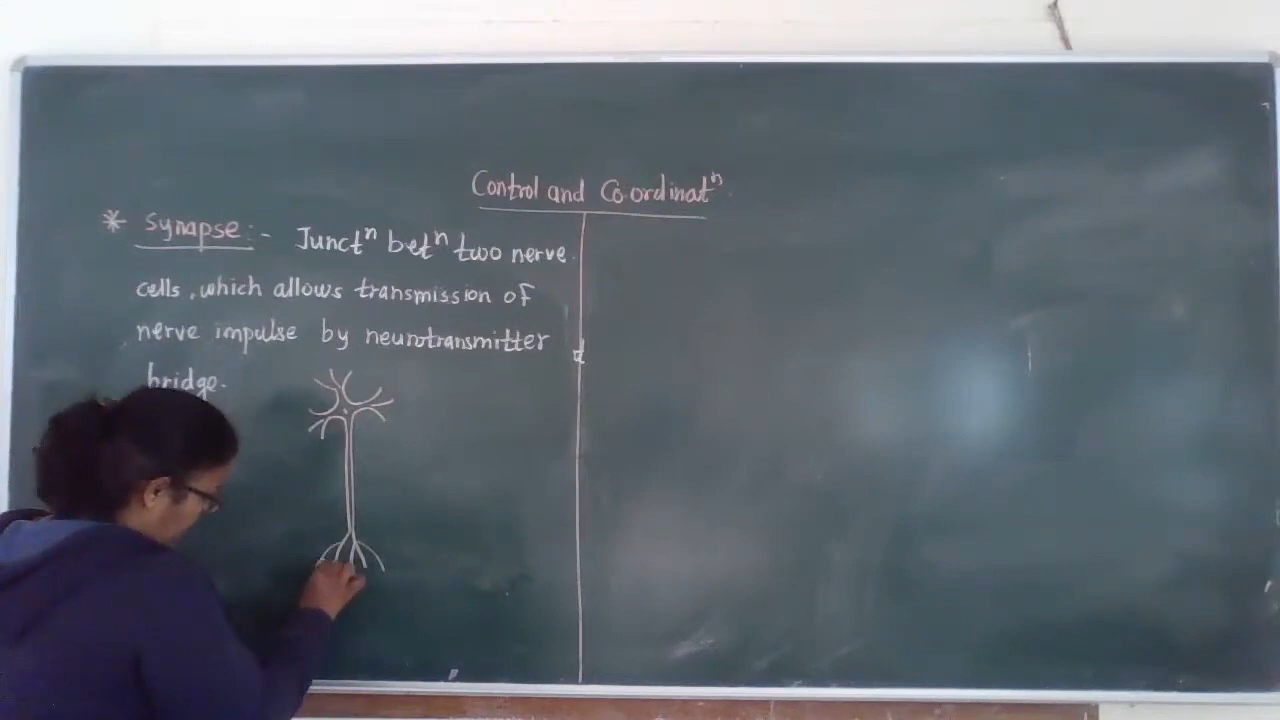 Control and Co-ordinatⁿ.
* Synapse:- Junctⁿ betⁿ two nerve
cells, which allows transmission of
nerve impulse by neurotransmitter
bridge.